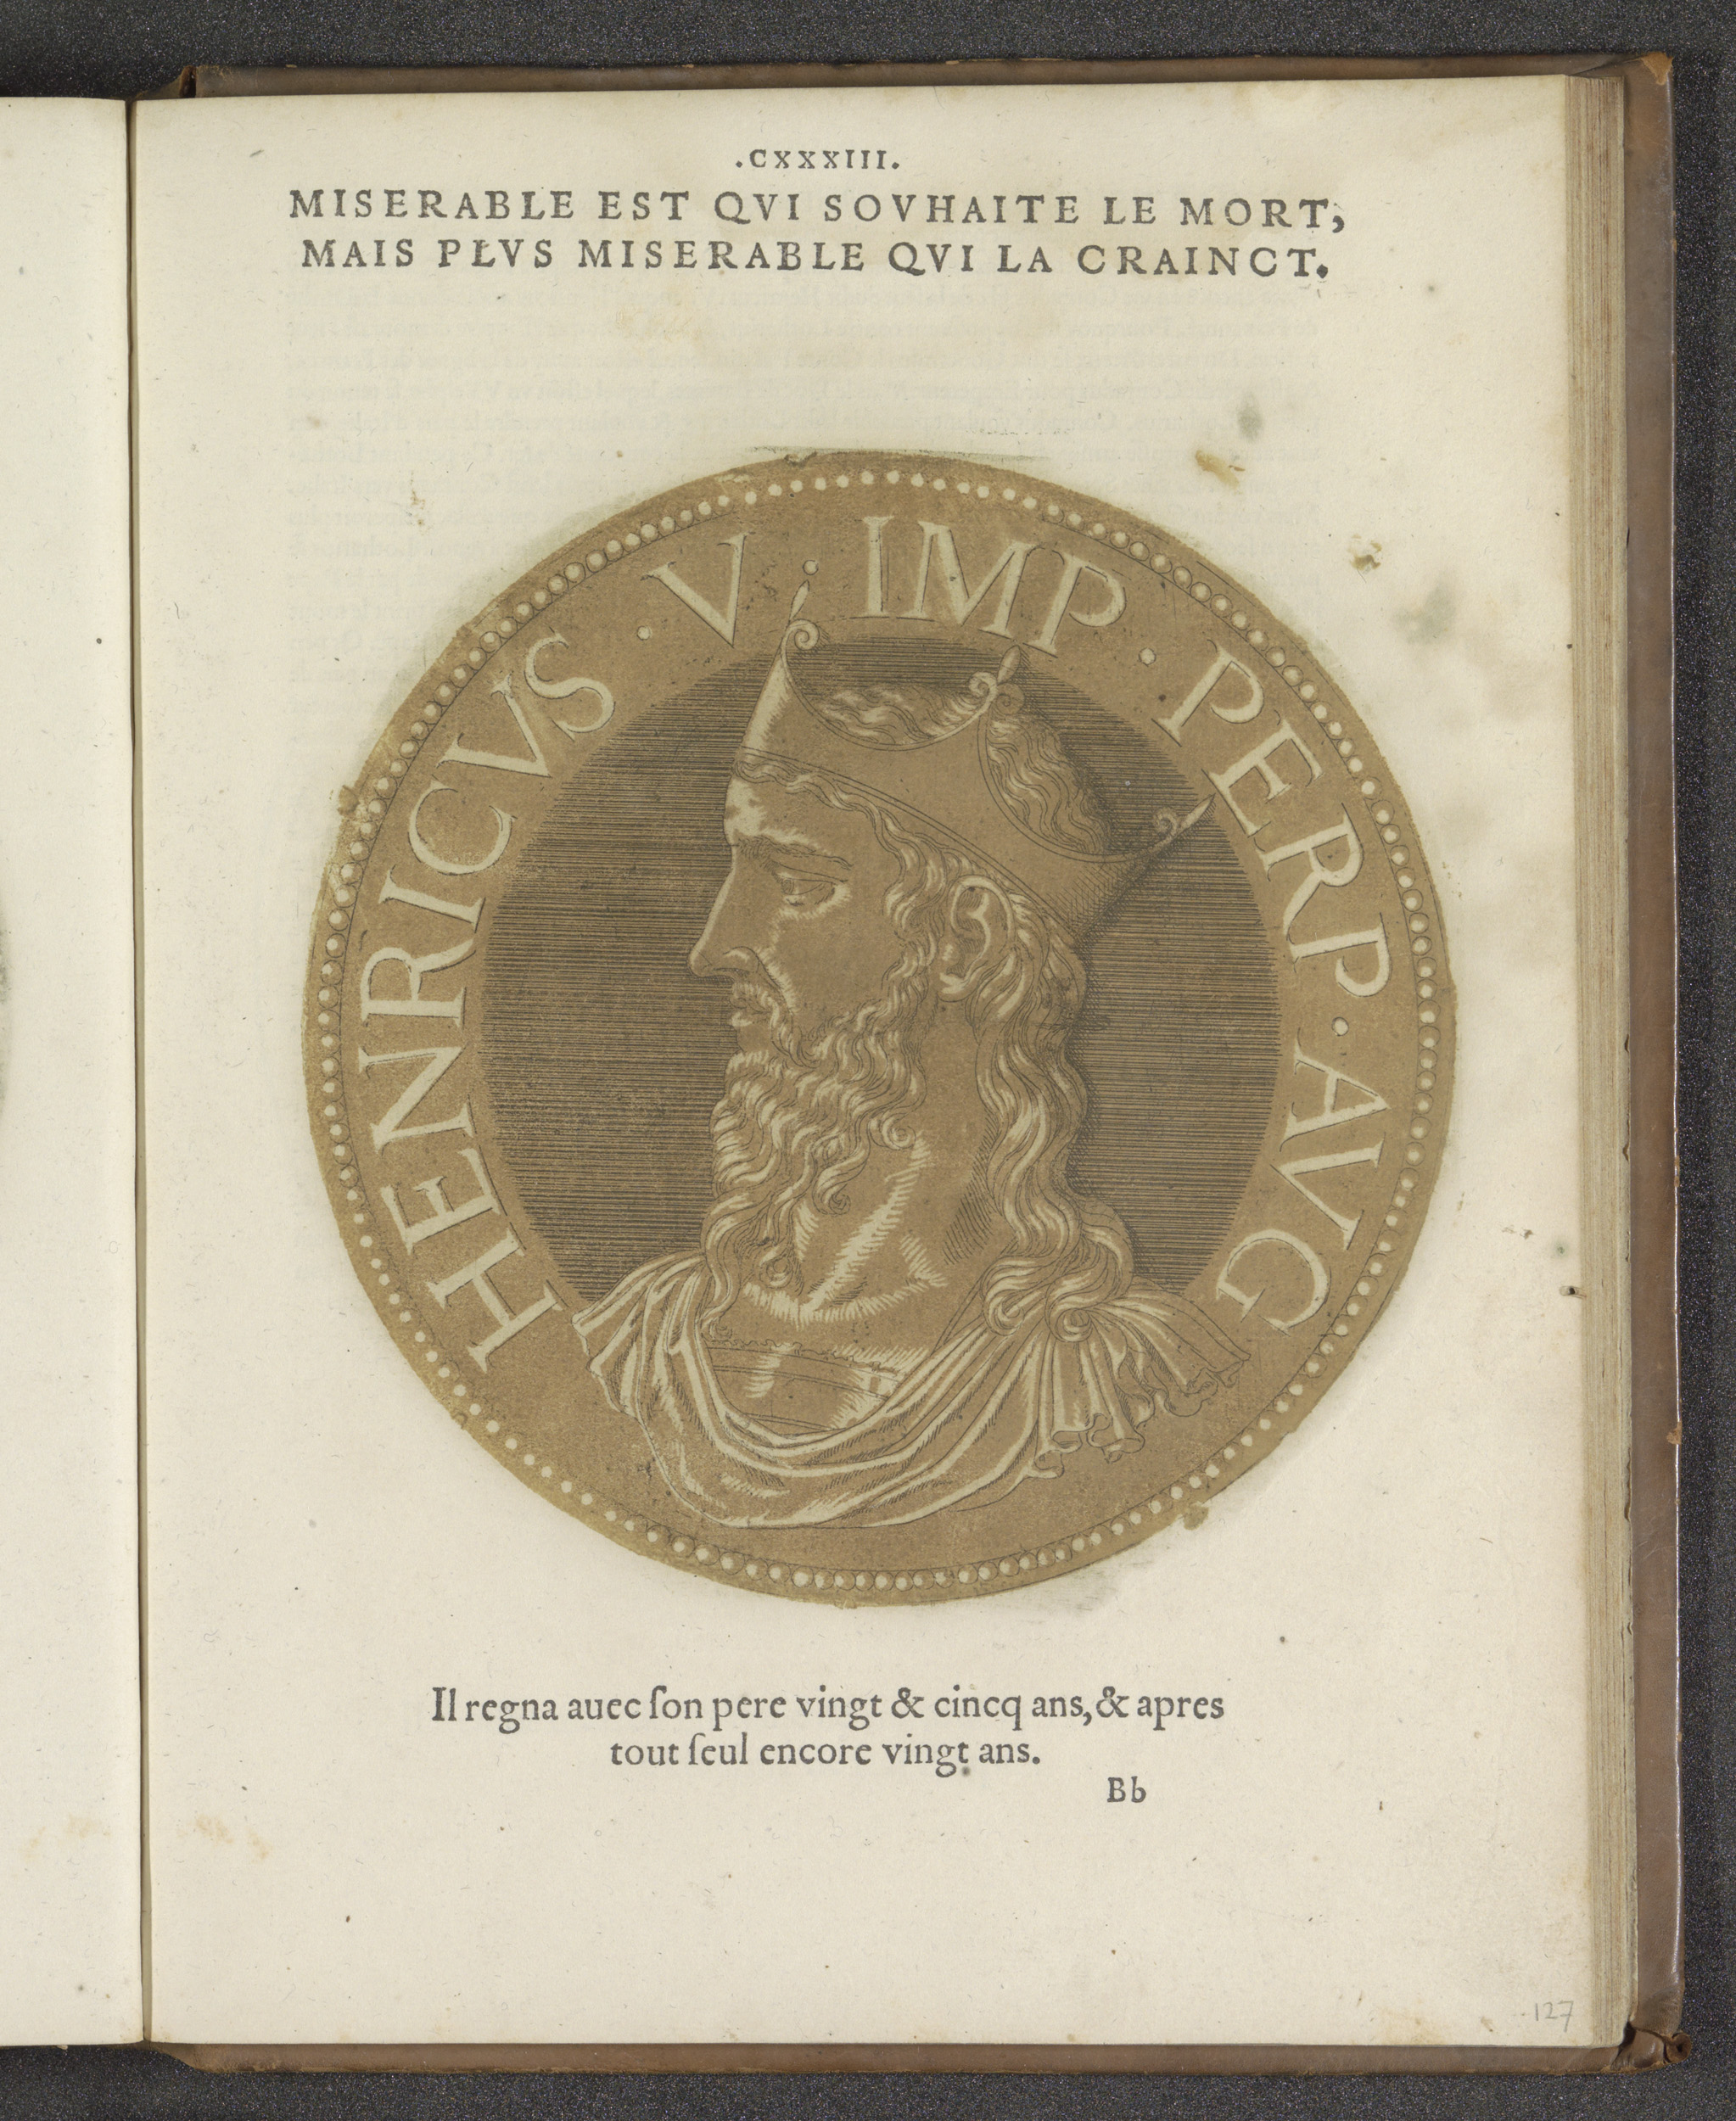 .CXXXIII.
MISERABLE EST QVI SOVHAITE LE MORT,
MAIS PLVS MISERABLE QVI LA CRAINCT.
HENRICVS · V · IMP · PERP · AVG
Il regna auec ſon pere vingt & cincq ans, & apres
tout ſeul encore vingt ans.
Bb
127